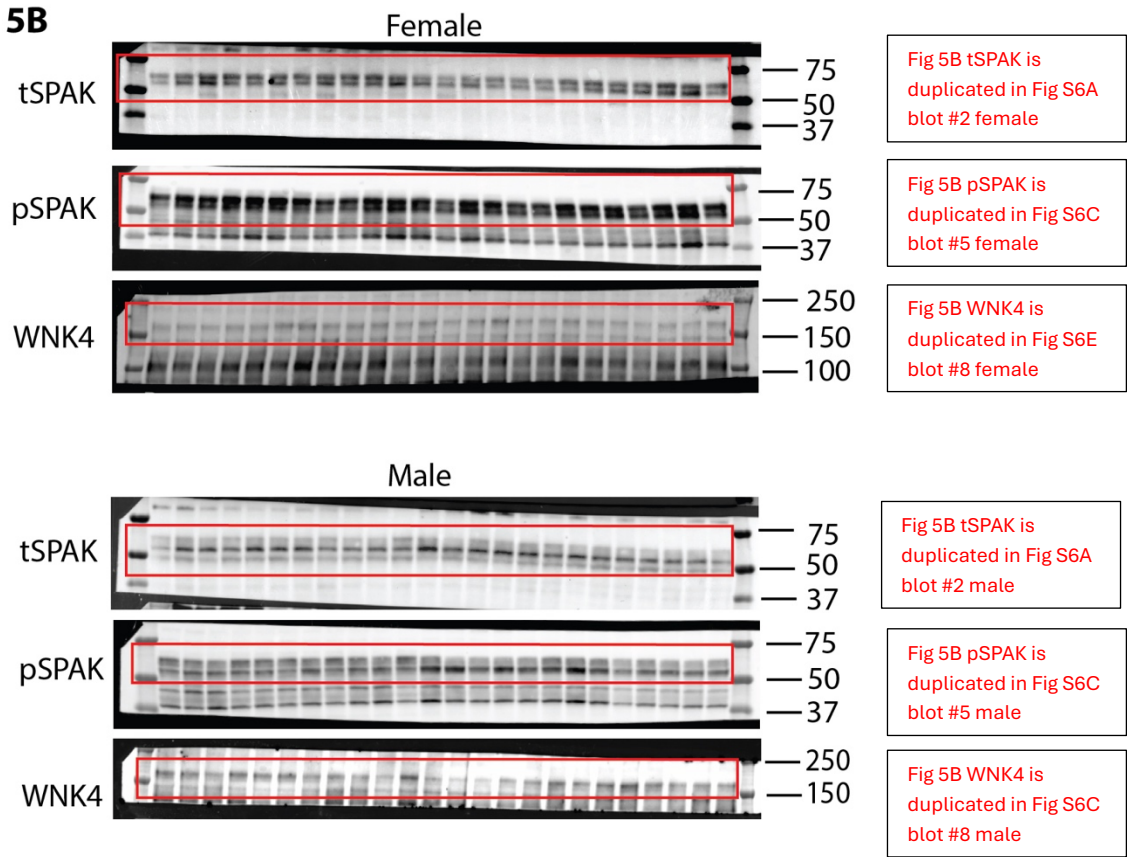 5B
Female
tSPAK
75
50
37
Fig 5B tSPAK is
duplicated in Fig S6A
blot #2 female
pSPAK
75
50
37
Fig 5B pSPAK is
duplicated in Fig S6C
blot #5 female
WNK4
250
150
100
Fig 5B WNK4 is
duplicated in Fig S6E
blot #8 female
Male
tSPAK
75
50
37
Fig 5B tSPAK is
duplicated in Fig S6A
blot #2 male
pSPAK
75
50
37
Fig 5B pSPAK is
duplicated in Fig S6C
blot #5 male
WNK4
250
150
Fig 5B WNK4 is
duplicated in Fig S6C
blot #8 male